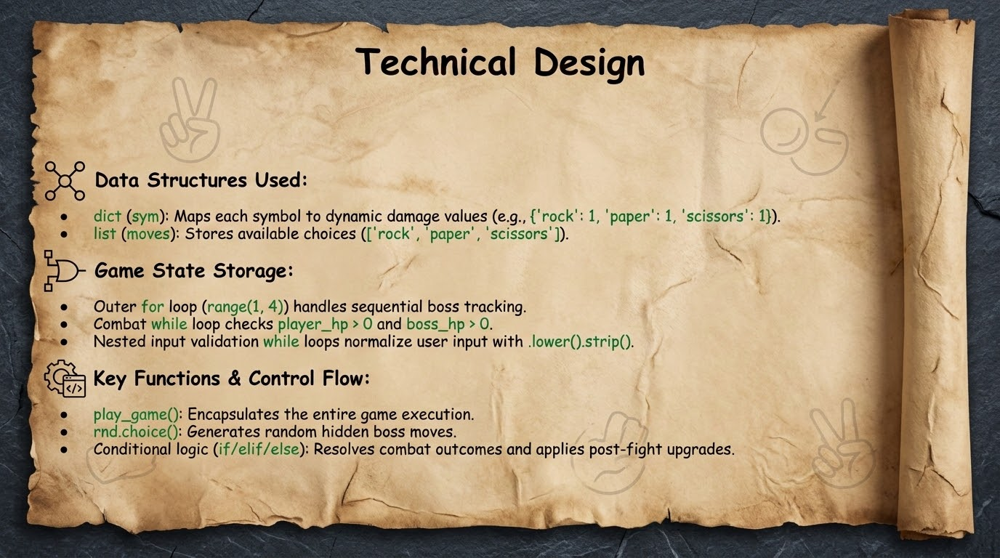 Technical Design
Data Structures Used:
• dict (sym): Maps each symbol to dynamic damage values (e.g., {'rock': 1, 'paper': 1, 'scissors': 1}).
• list (moves): Stores available choices (['rock', 'paper', 'scissors']).
Game State Storage:
• Outer for loop (range(1, 4)) handles sequential boss tracking.
• Combat while loop checks player_hp > 0 and boss_hp > 0.
• Nested input validation while loops normalize user input with .lower().strip().
</>
Key Functions & Control Flow:
• play_game(): Encapsulates the entire game execution.
• rnd.choice(): Generates random hidden boss moves.
• Conditional logic (if/elif/else): Resolves combat outcomes and applies post-fight upgrades.